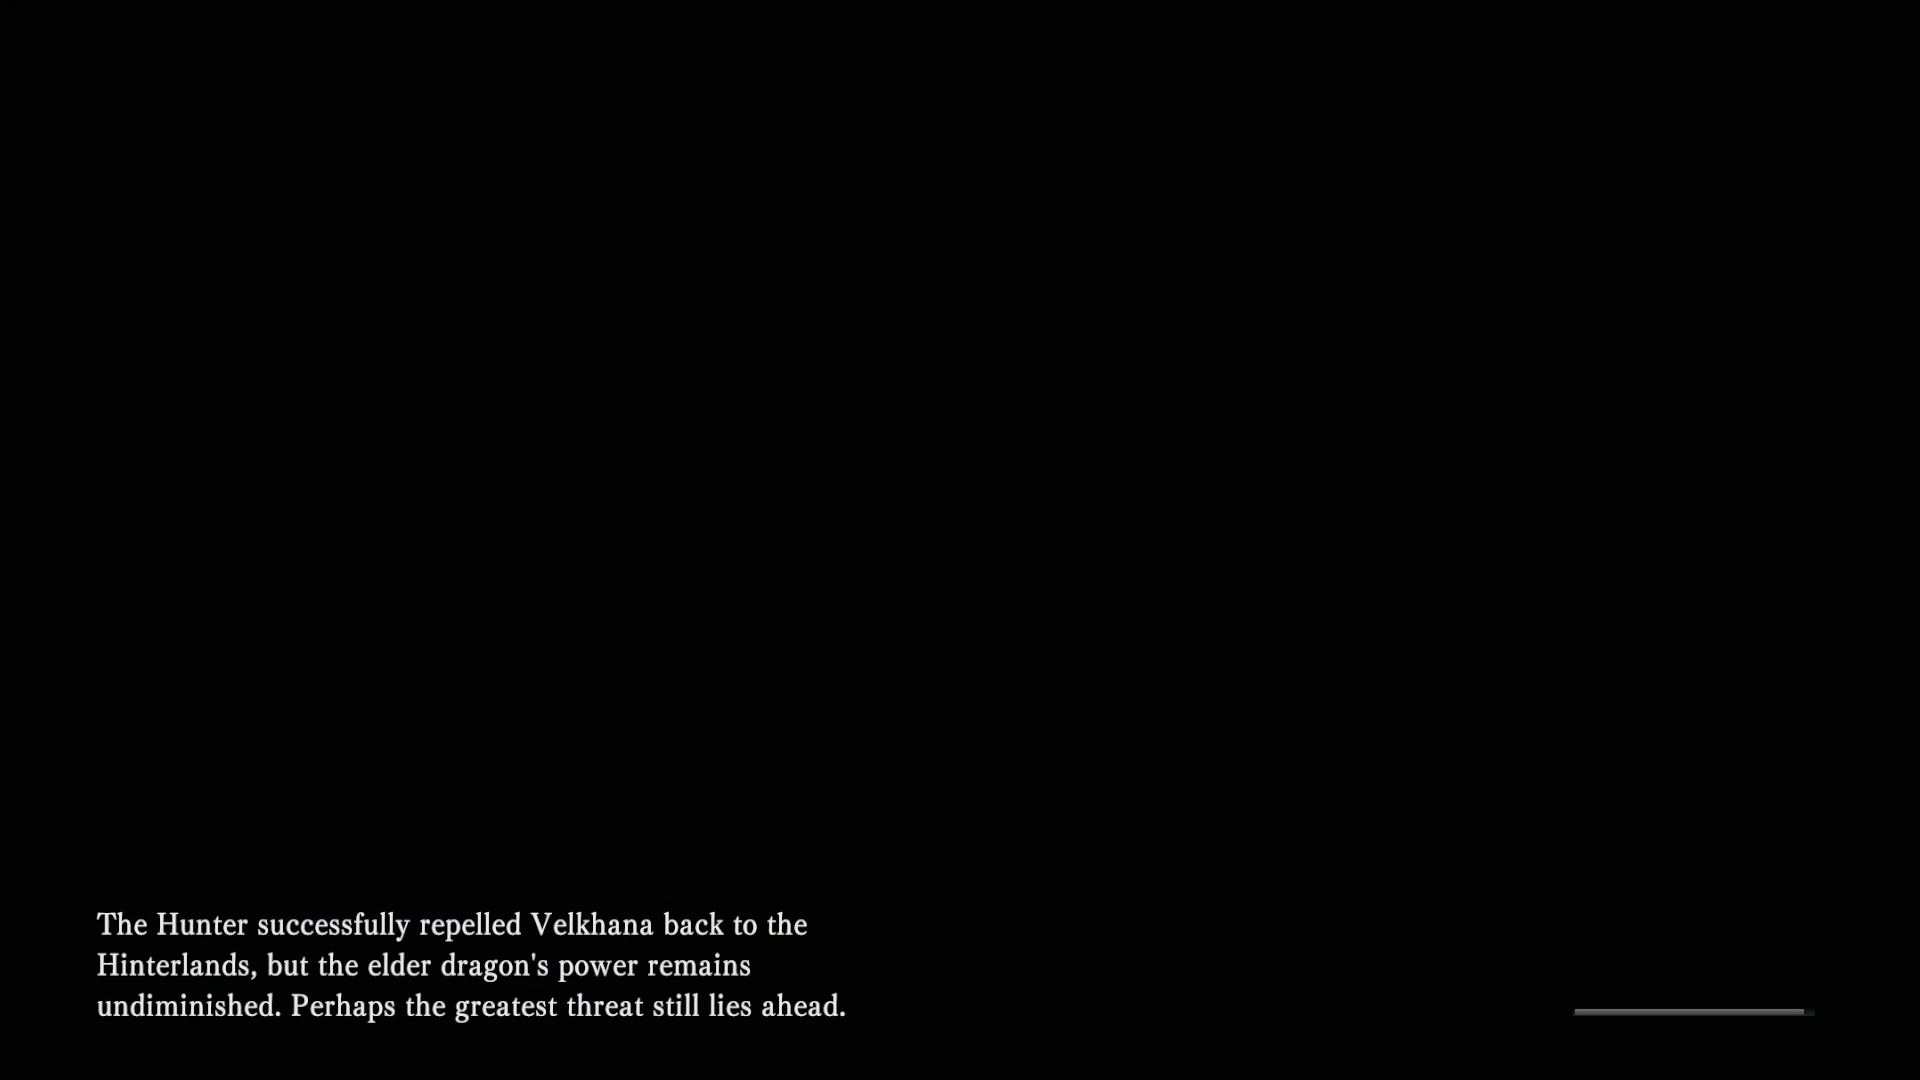 The Hunter successfully repelled Velkhana back to the
Hinterlands, but the elder dragon's power remains
undiminished. Perhaps the greatest threat still lies ahead.